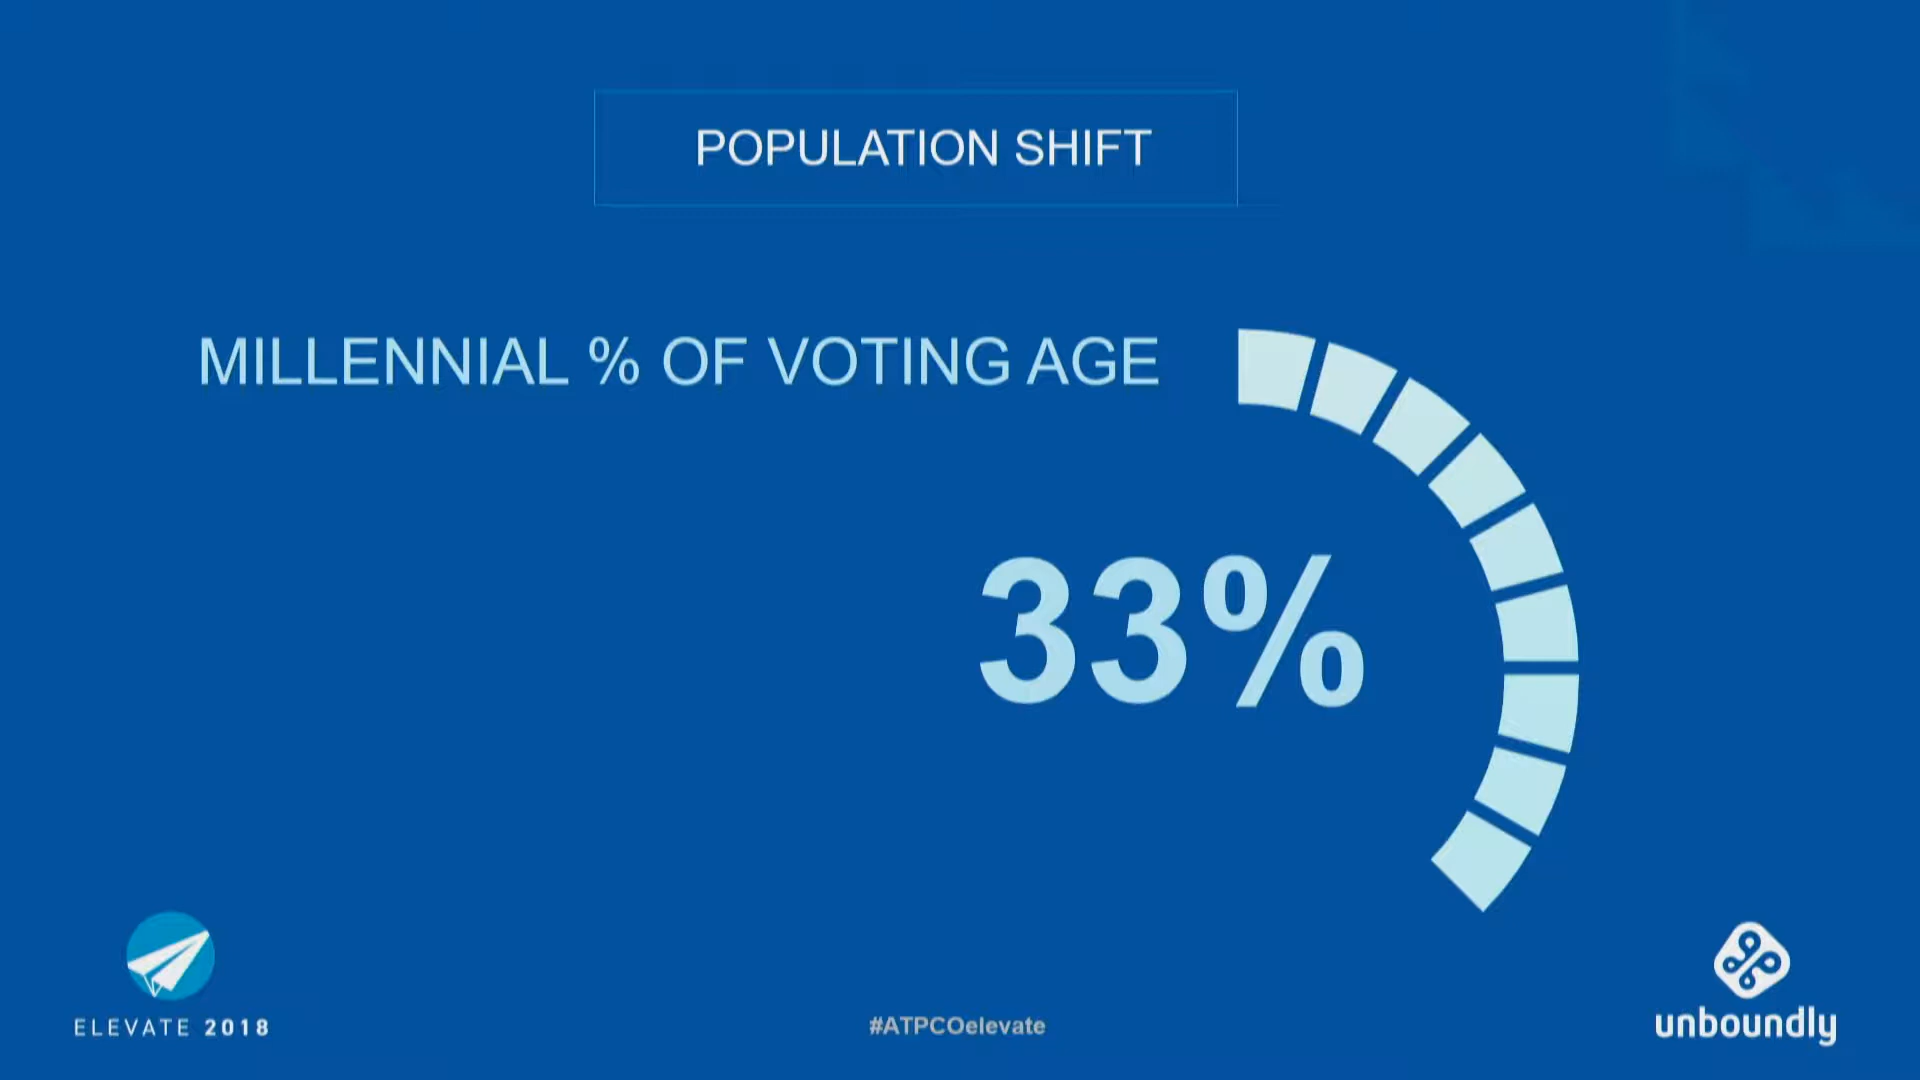 POPULATION SHIFT
MILLENNIAL % OF VOTING AGE
33%
ELEVATE 2018
#ATPCOelevate
unboundly